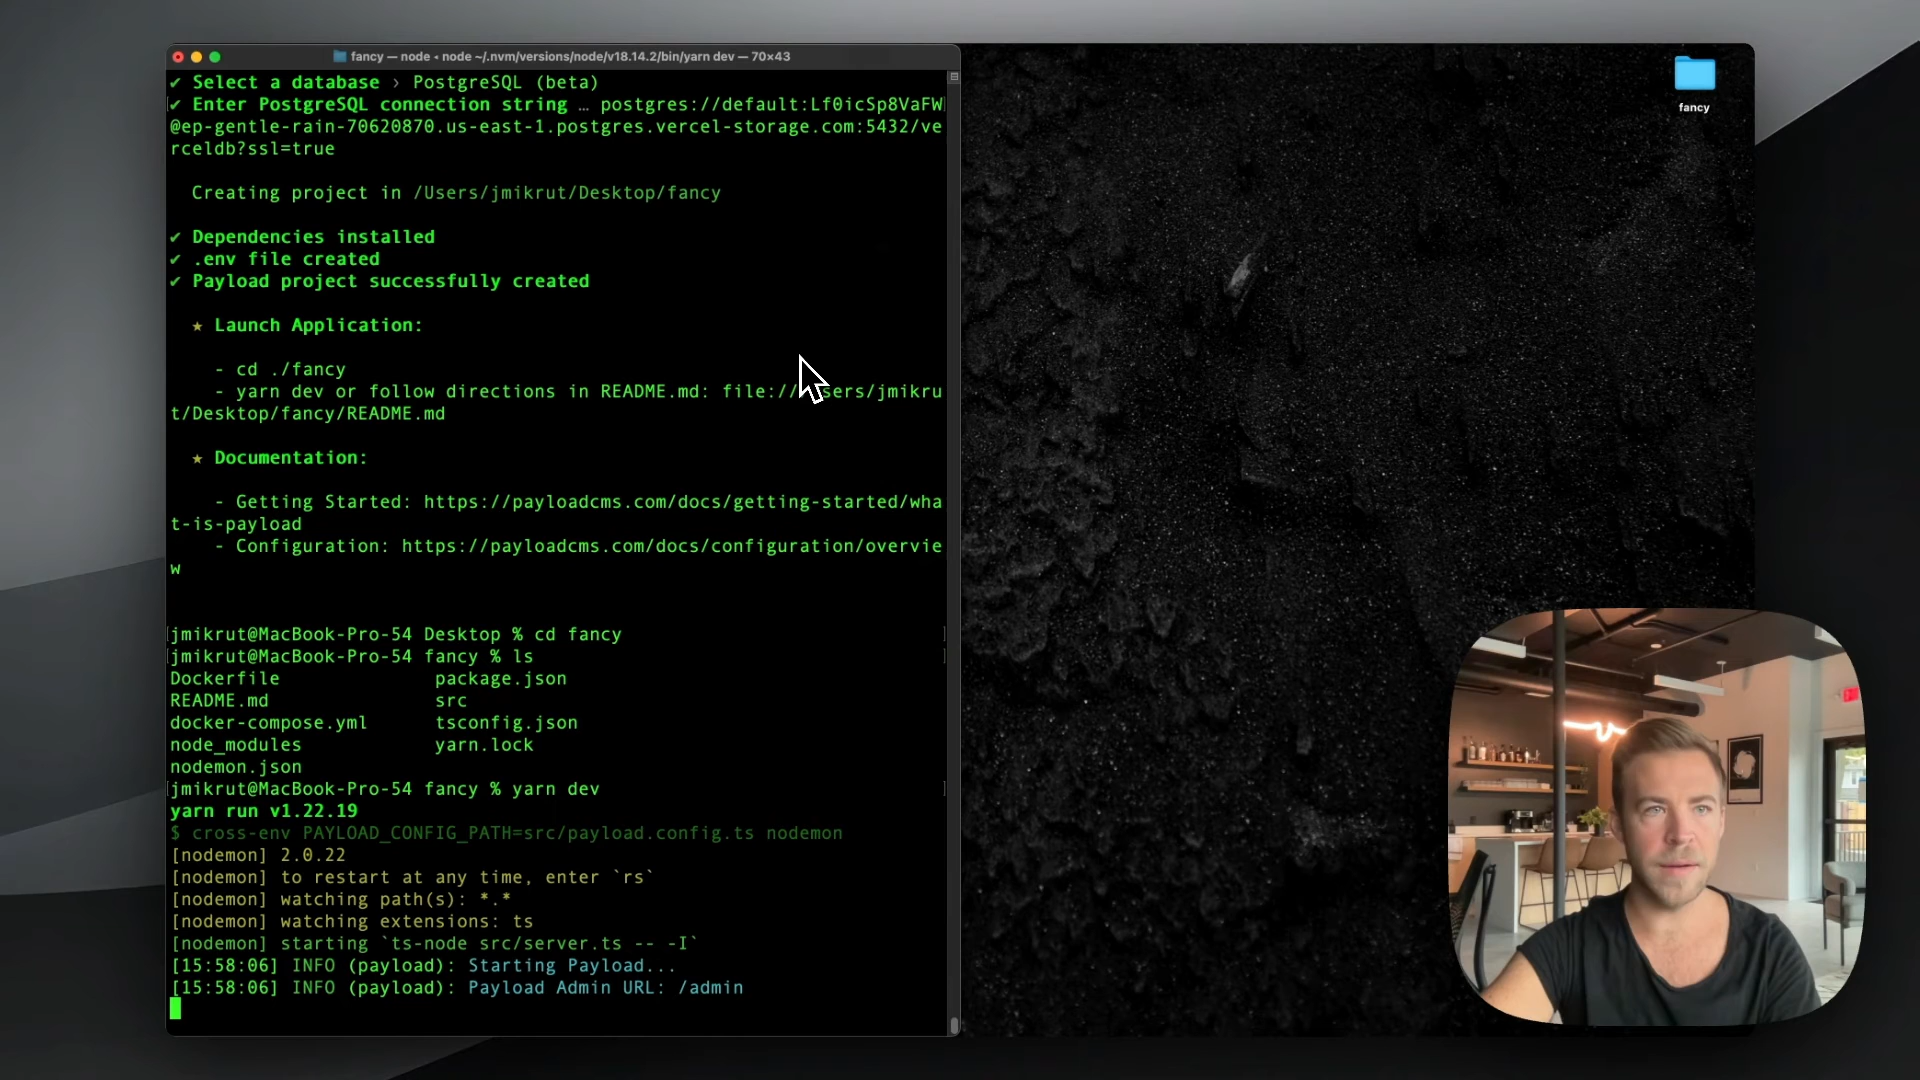 fancy — node ◂ node ~/.nvm/versions/node/v18.14.2/bin/yarn dev — 70×43
✔ Select a database › PostgreSQL (beta)
✔ Enter PostgreSQL connection string … postgres://default:Lf0icSp8VaFW
@ep-gentle-rain-70620870.us-east-1.postgres.vercel-storage.com:5432/ve
rceldb?ssl=true
Creating project in /Users/jmikrut/Desktop/fancy
✔ Dependencies installed
✔ .env file created
✔ Payload project successfully created
★ Launch Application:
- cd ./fancy
- yarn dev or follow directions in README.md: file:// sers/jmikru
t/Desktop/fancy/README.md
★ Documentation:
- Getting Started: https://payloadcms.com/docs/getting-started/wha
t-is-payload
- Configuration: https://payloadcms.com/docs/configuration/overvie
w
[jmikrut@MacBook-Pro-54 Desktop % cd fancy ]
[jmikrut@MacBook-Pro-54 fancy % ls ]
Dockerfile package.json
README.md src
docker-compose.yml tsconfig.json
node_modules yarn.lock
nodemon.json
[jmikrut@MacBook-Pro-54 fancy % yarn dev ]
yarn run v1.22.19
$ cross-env PAYLOAD_CONFIG_PATH=src/payload.config.ts nodemon
[nodemon] 2.0.22
[nodemon] to restart at any time, enter `rs`
[nodemon] watching path(s): *.*
[nodemon] watching extensions: ts
[nodemon] starting `ts-node src/server.ts -- -I`
[15:58:06] INFO (payload): Starting Payload...
[15:58:06] INFO (payload): Payload Admin URL: /admin
fancy